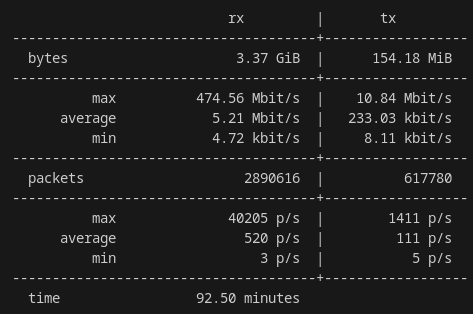 rx         |       tx
--------------------------------------+------------------
  bytes                     3.37 GiB  |      154.18 MiB
--------------------------------------+------------------
          max          474.56 Mbit/s  |    10.84 Mbit/s
      average            5.21 Mbit/s  |   233.03 kbit/s
          min            4.72 kbit/s  |     8.11 kbit/s
--------------------------------------+------------------
  packets                    2890616  |          617780
--------------------------------------+------------------
          max              40205 p/s  |        1411 p/s
      average                520 p/s  |         111 p/s
          min                  3 p/s  |           5 p/s
--------------------------------------+------------------
  time                 92.50 minutes